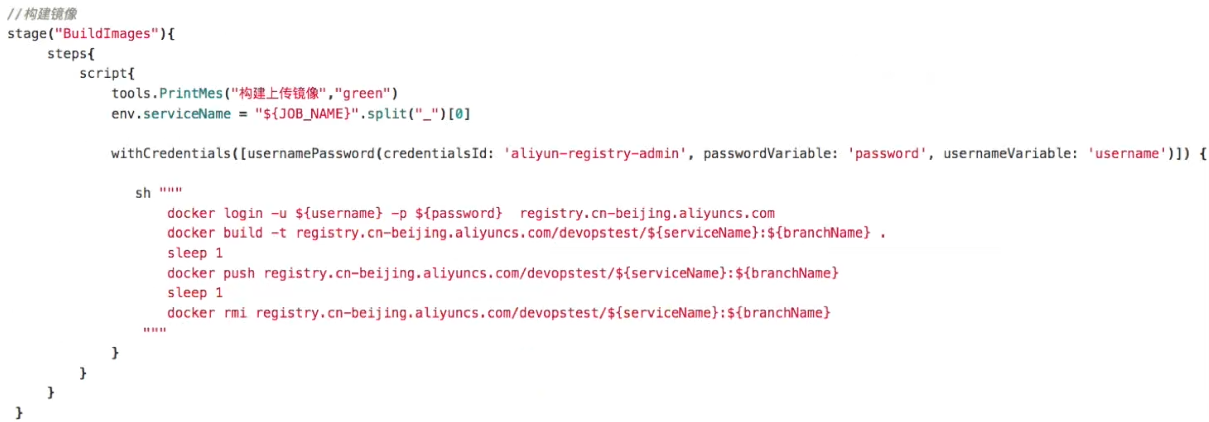 //构建镜像
stage("BuildImages"){
steps{
script{
tools.PrintMes("构建上传镜像","green")
env.serviceName = "${JOB_NAME}".split("_")[0]
withCredentials([usernamePassword(credentialsId: 'aliyun-registry-admin', passwordVariable: 'password', usernameVariable: 'username')]) {
sh """
docker login -u ${username} -p ${password}  registry.cn-beijing.aliyuncs.com
docker build -t registry.cn-beijing.aliyuncs.com/devopstest/${serviceName}:${branchName} .
sleep 1
docker push registry.cn-beijing.aliyuncs.com/devopstest/${serviceName}:${branchName}
sleep 1
docker rmi registry.cn-beijing.aliyuncs.com/devopstest/${serviceName}:${branchName}
"""
}
}
}
}